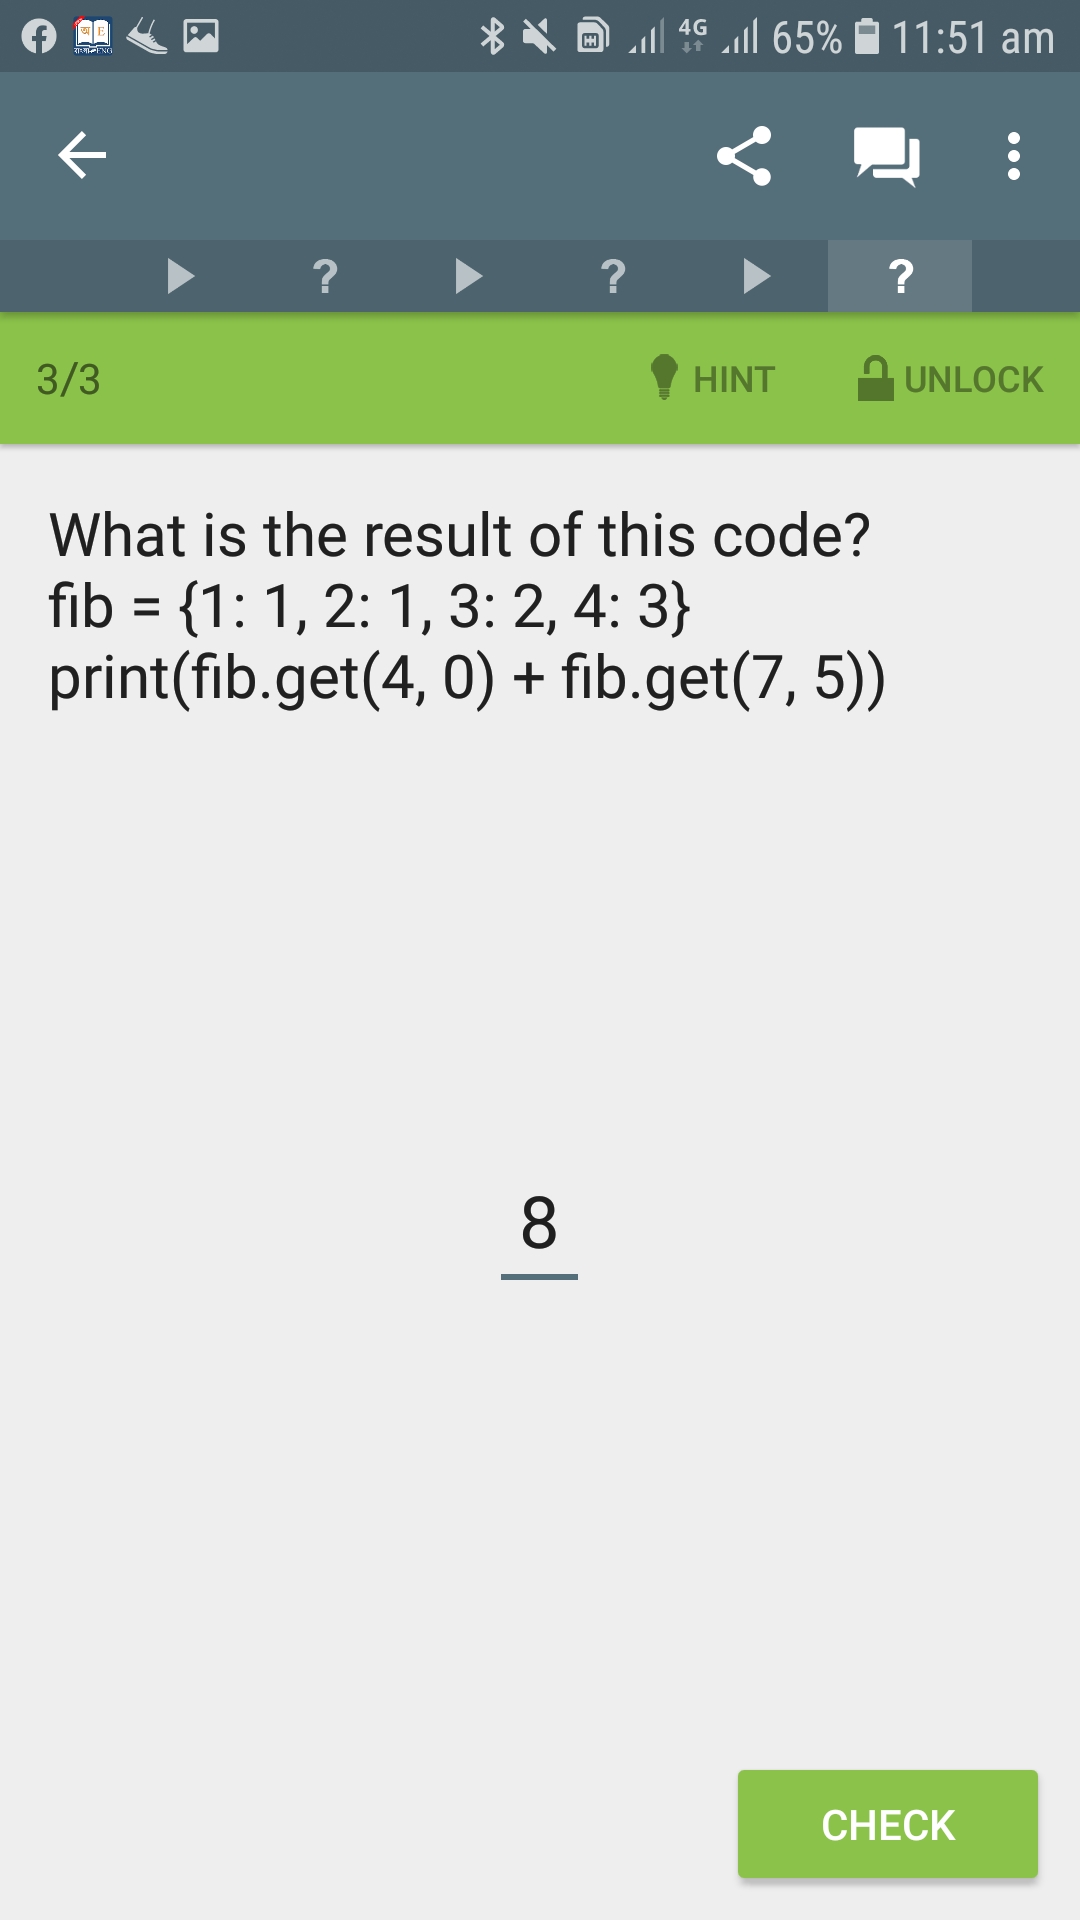 4G 65% 11:51 am
? ? ?
3/3 HINT UNLOCK
What is the result of this code?
fib = {1: 1, 2: 1, 3: 2, 4: 3}
print(fib.get(4, 0) + fib.get(7, 5))
8
CHECK